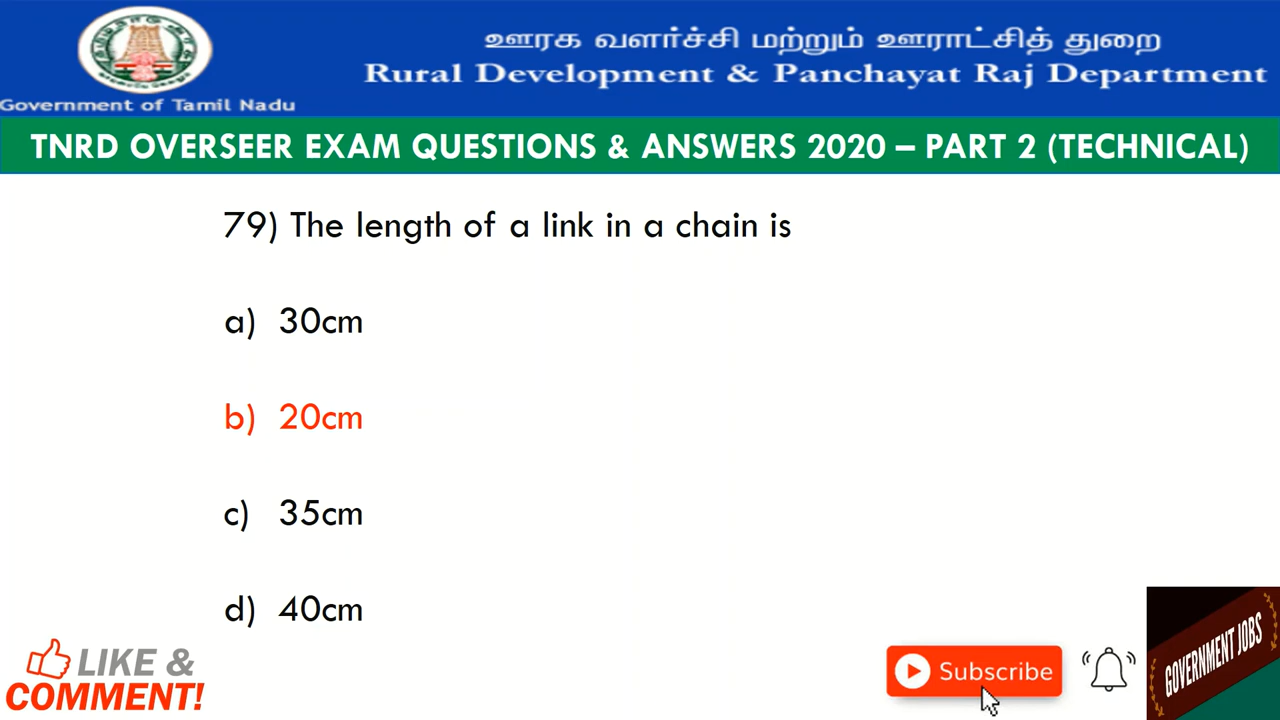 ஊரக வளர்ச்சி மற்றும் ஊராட்சித் துறை
Rural Development & Panchayat Raj Department
Government of Tamil Nadu
TNRD OVERSEER EXAM QUESTIONS & ANSWERS 2020 – PART 2 (TECHNICAL)
79) The length of a link in a chain is
a) 30cm
b) 20cm
c) 35cm
d) 40cm
LIKE &
COMMENT!
Subscribe
GOVERNMENT JOBS